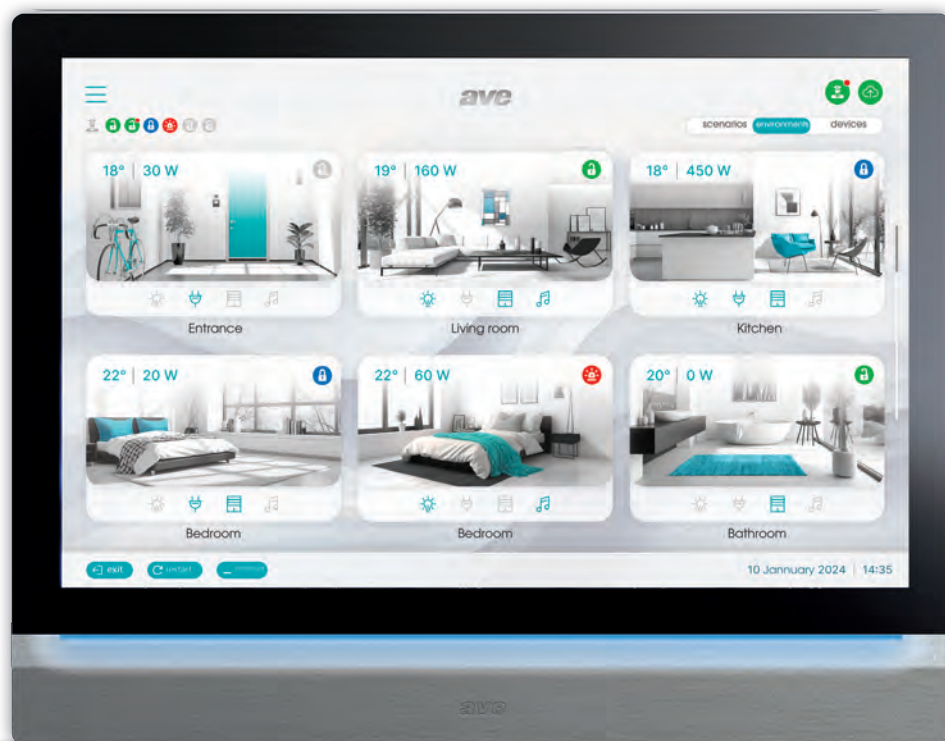 ave
scenarios environments devices
18° | 30 W
19° | 160 W
18° | 450 W
Entrance
Living room
Kitchen
22° | 20 W
22° | 60 W
20° | 0 W
Bedroom
Bedroom
Bathroom
exit restart
10 Jannuary 2024 | 14:35
ave